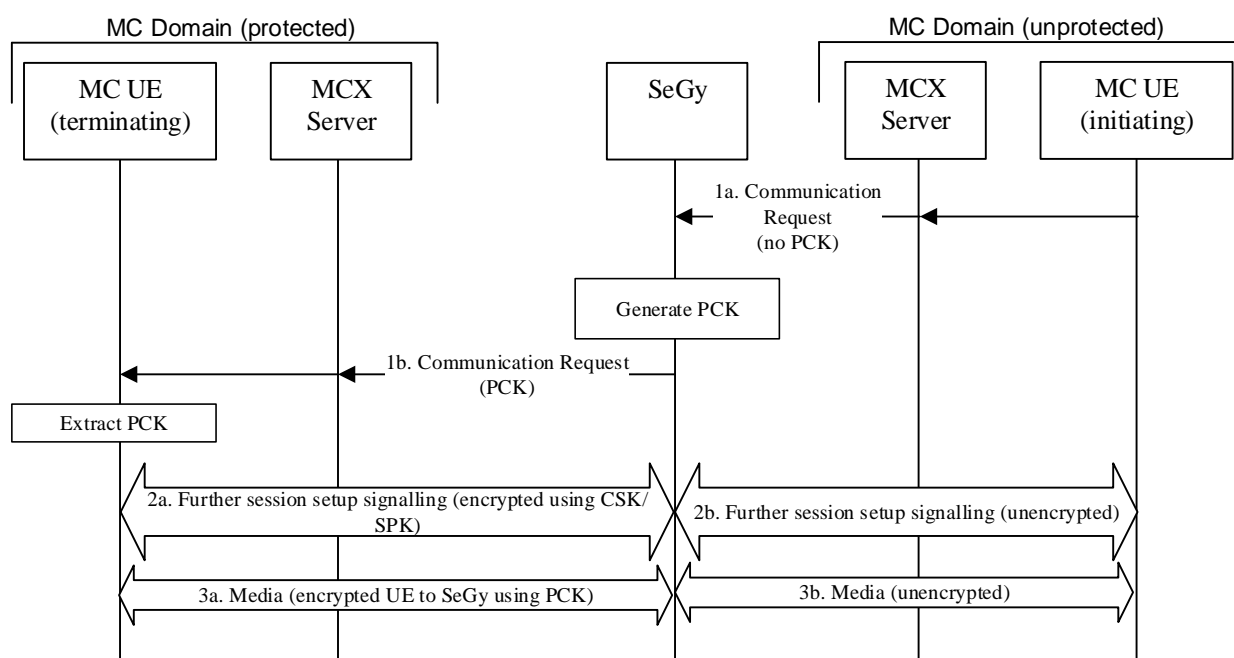 MC Domain (protected)
MC Domain (unprotected)
MC UE
(terminating)
MCX
Server
SeGy
MCX
Server
MC UE
(initiating)
1a. Communication
Request
(no PCK)
Generate PCK
1b. Communication Request
(PCK)
Extract PCK
2a. Further session setup signalling (encrypted using CSK/
SPK)
2b. Further session setup signalling (unencrypted)
3a. Media (encrypted UE to SeGy using PCK)
3b. Media (unencrypted)